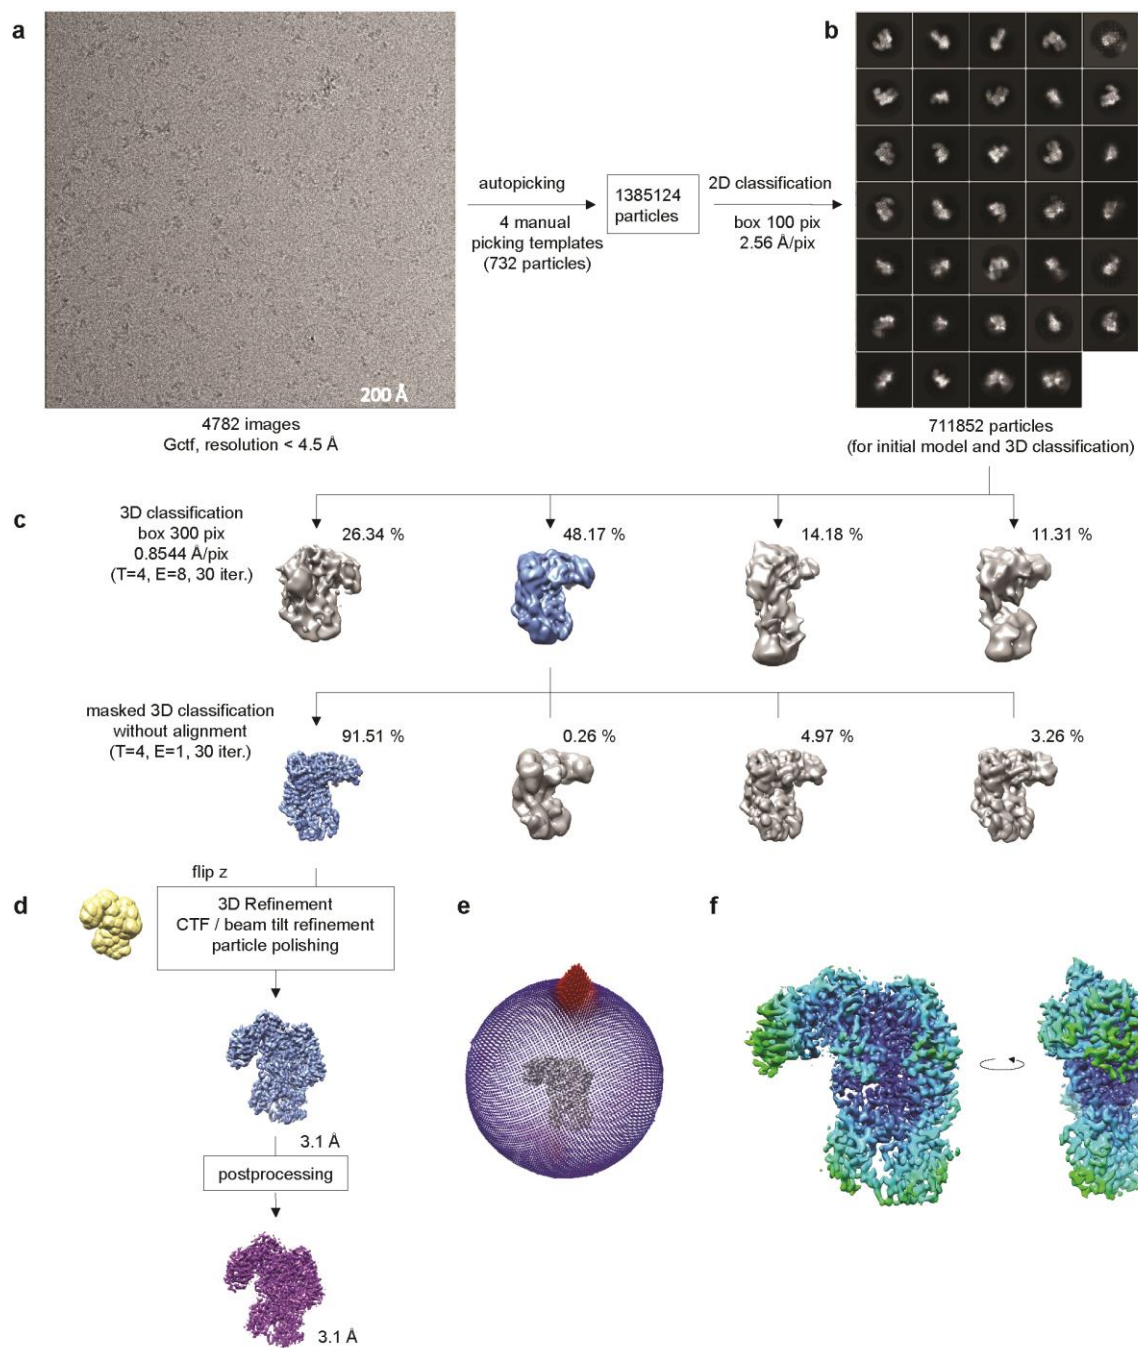 a
b
200 Å
4782 images
Gctf, resolution < 4.5 Å
autopicking
4 manual
picking templates
(732 particles)
1385124
particles
2D classification
box 100 pix
2.56 Å/pix
711852 particles
(for initial model and 3D classification)
c
3D classification
box 300 pix
0.8544 Å/pix
(T=4, E=8, 30 iter.)
26.34 %
48.17 %
14.18 %
11.31 %
masked 3D classification
without alignment
(T=4, E=1, 30 iter.)
91.51 %
0.26 %
4.97 %
3.26 %
d
flip z
3D Refinement
CTF / beam tilt refinement
particle polishing
3.1 Å
postprocessing
3.1 Å
e
f